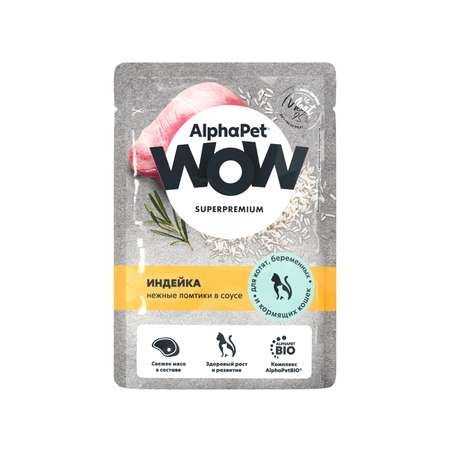 AlphaPet®
WOW
SUPERPREMIUM
ИНДЕЙКА
нежные ломтики в соусе
для котят, беременных
и кормящих кошек
ALPHAPET
BIO
Свежее мясо
в составе
Здоровый рост
и развитие
Комплекс
AlphaPetBIO®